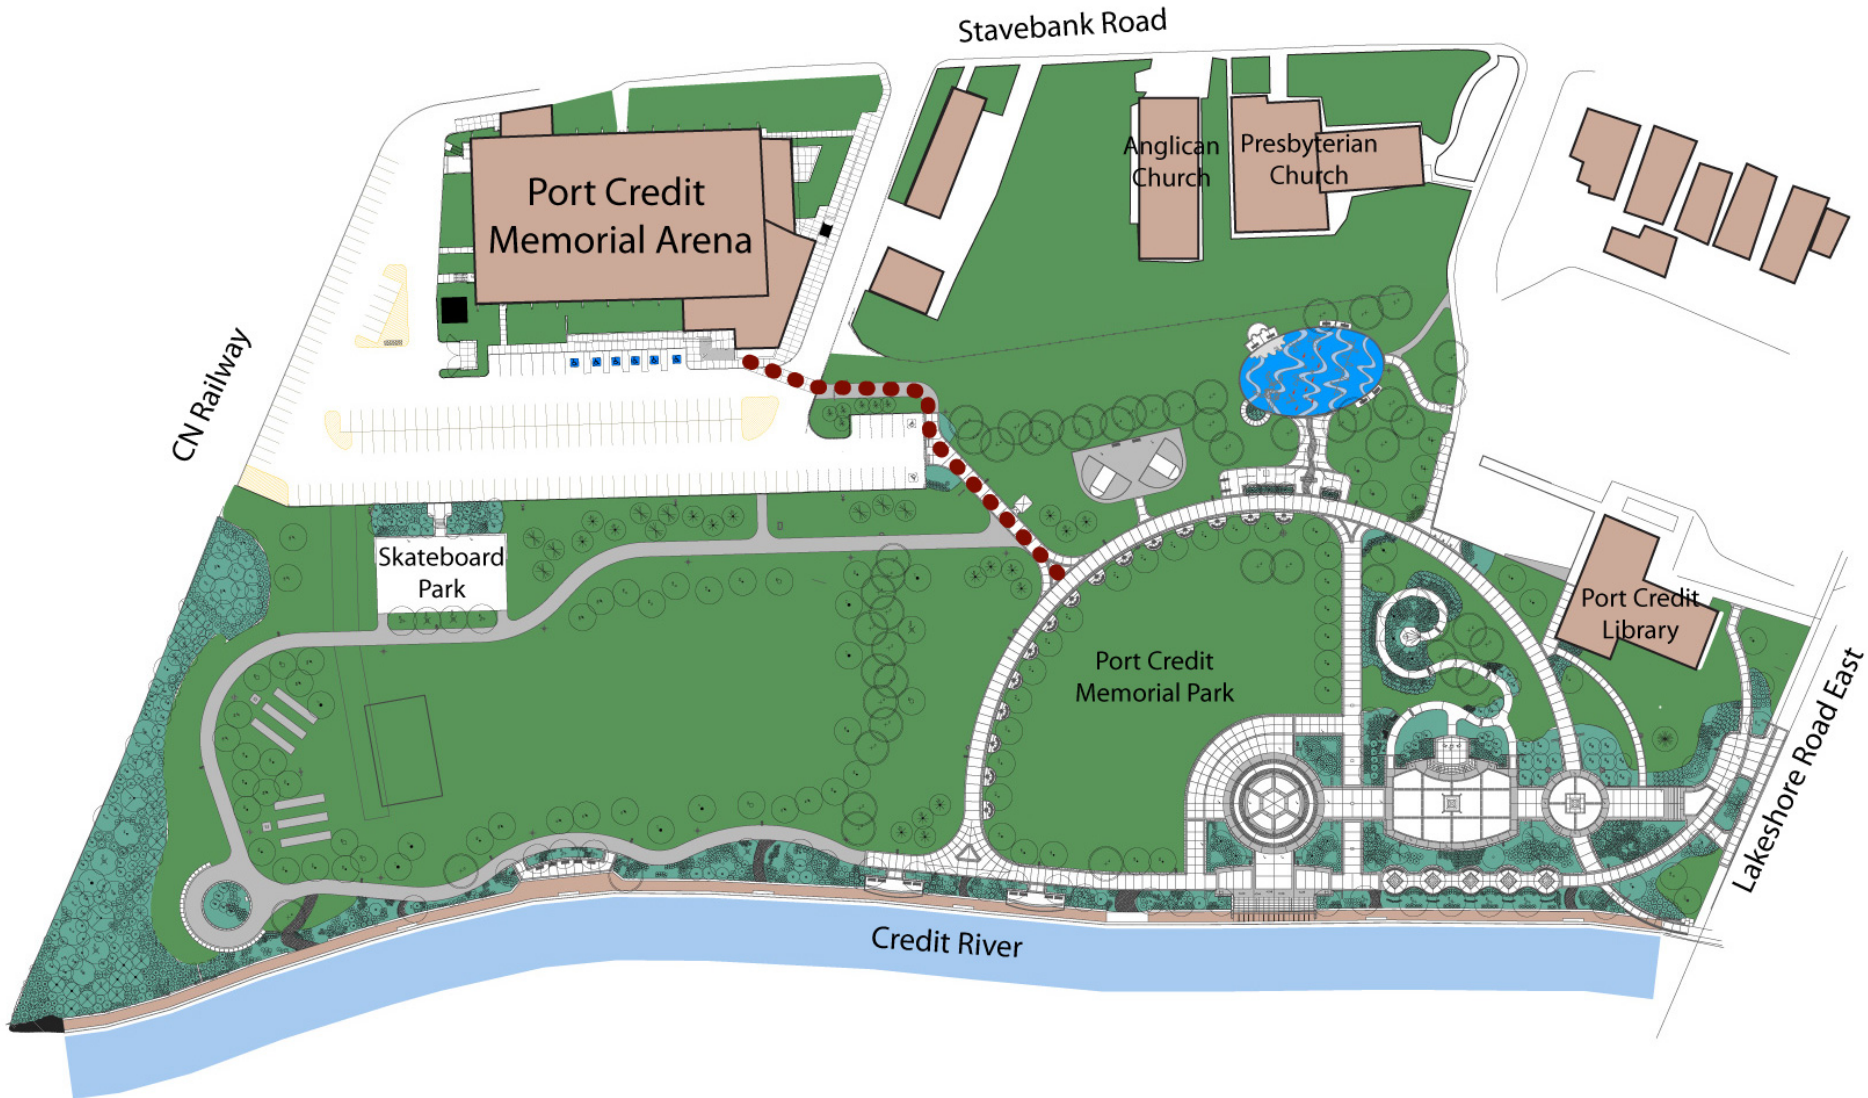 Stavebank Road
Anglican
Church
Presbyterian
Church
Port Credit
Memorial Arena
CN Railway
Skateboard
Park
Port Credit
Library
Port Credit
Memorial Park
Lakeshore Road East
Credit River